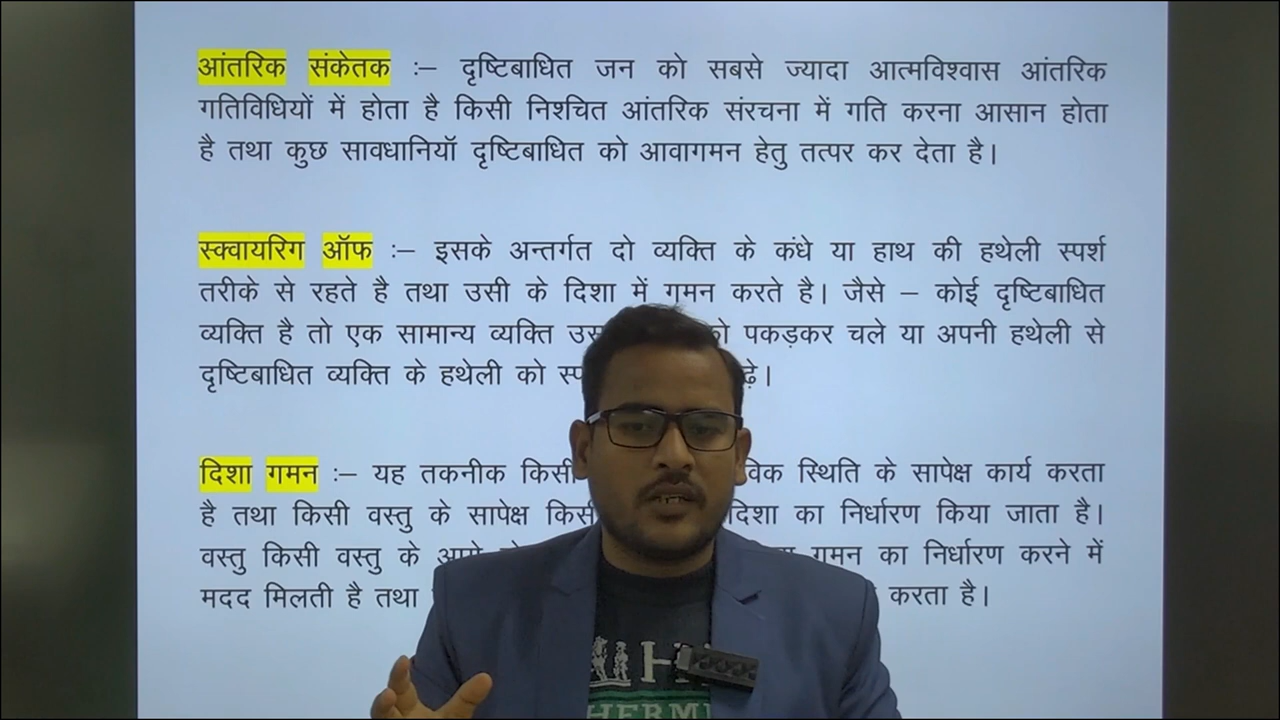 आंतरिक संकेतक :– दृष्टिबाधित जन को सबसे ज्यादा आत्मविश्वास आंतरिक
गतिविधियों में होता है किसी निश्चित आंतरिक संरचना में गति करना आसान होता
है तथा कुछ सावधानियॉ दृष्टिबाधित को आवागमन हेतु तत्पर कर देता है।
स्क्वायरिग ऑफ :– इसके अन्तर्गत दो व्यक्ति के कंधे या हाथ की हथेली स्पर्श
तरीके से रहते है तथा उसी के दिशा में गमन करते है। जैसे – कोई दृष्टिबाधित
व्यक्ति है तो एक सामान्य व्यक्ति पकड़कर चले या अपनी हथेली से
दृष्टिबाधित व्यक्ति के हथेली को
दिशा गमन :– यह तकनीक किसी स्थिति के सापेक्ष कार्य करता
है तथा किसी वस्तु के सापेक्ष किसी दिशा का निर्धारण किया जाता है।
वस्तु किसी वस्तु के गमन का निर्धारण करने में
मदद मिलती है तथा करता है।